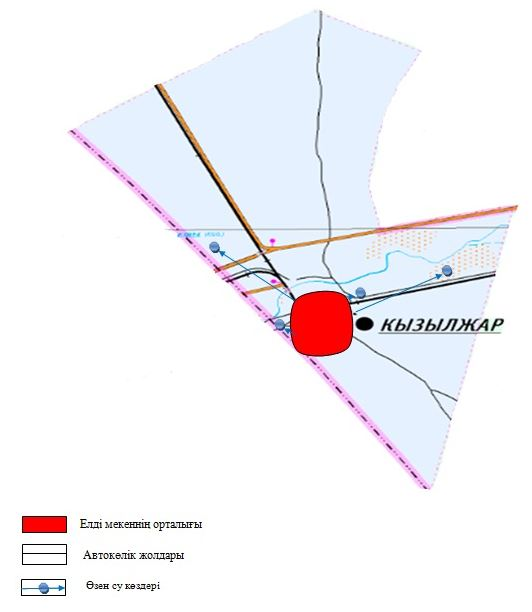 КЫЗЫЛЖАР
Елді мекеннің орталығы
Автокөлік жолдары
Өзен су көздері